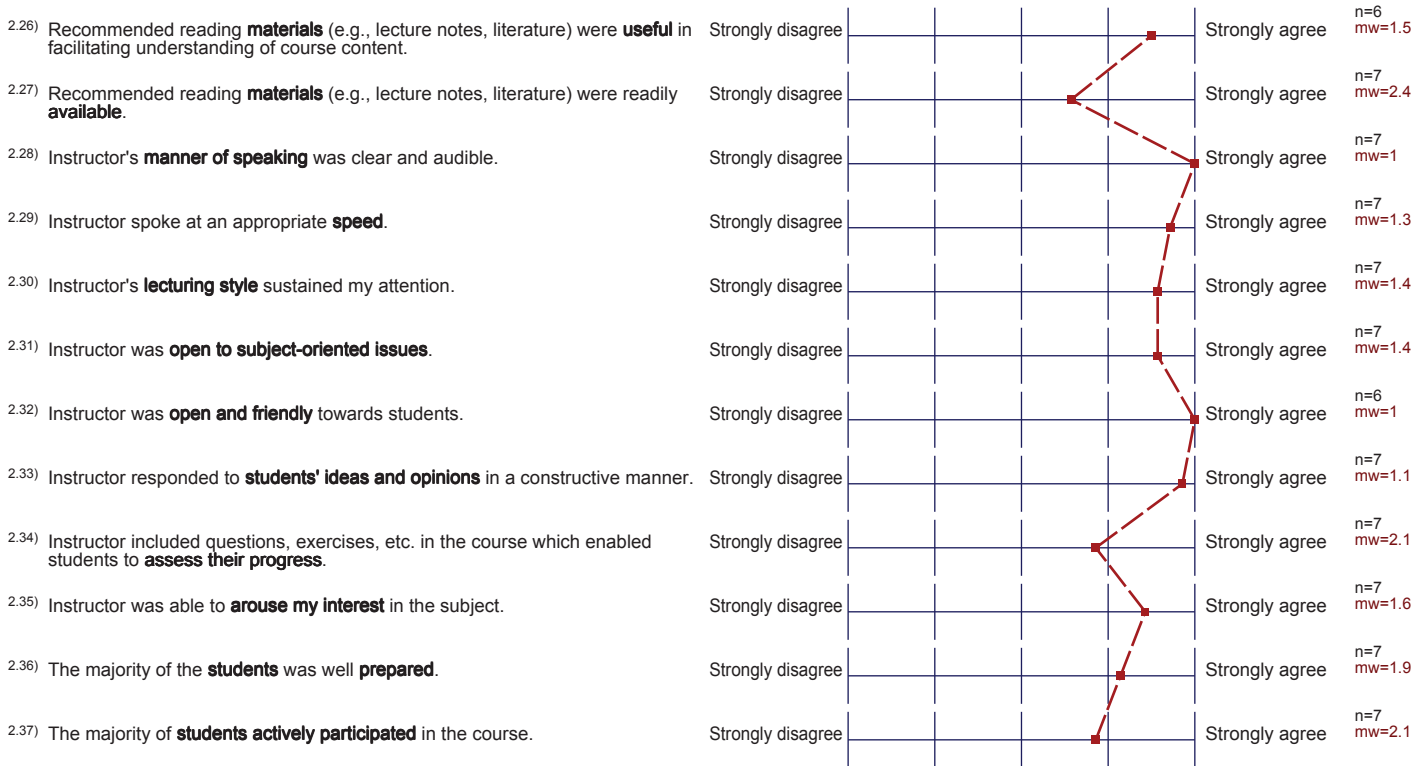 2.26) Recommended reading materials (e.g., lecture notes, literature) were useful in facilitating understanding of course content. Strongly disagree Strongly agree n=6 mw=1.5
2.27) Recommended reading materials (e.g., lecture notes, literature) were readily available. Strongly disagree Strongly agree n=7 mw=2.4
2.28) Instructor's manner of speaking was clear and audible. Strongly disagree Strongly agree n=7 mw=1
2.29) Instructor spoke at an appropriate speed. Strongly disagree Strongly agree n=7 mw=1.3
2.30) Instructor's lecturing style sustained my attention. Strongly disagree Strongly agree n=7 mw=1.4
2.31) Instructor was open to subject-oriented issues. Strongly disagree Strongly agree n=7 mw=1.4
2.32) Instructor was open and friendly towards students. Strongly disagree Strongly agree n=6 mw=1
2.33) Instructor responded to students' ideas and opinions in a constructive manner. Strongly disagree Strongly agree n=7 mw=1.1
2.34) Instructor included questions, exercises, etc. in the course which enabled students to assess their progress. Strongly disagree Strongly agree n=7 mw=2.1
2.35) Instructor was able to arouse my interest in the subject. Strongly disagree Strongly agree n=7 mw=1.6
2.36) The majority of the students was well prepared. Strongly disagree Strongly agree n=7 mw=1.9
2.37) The majority of students actively participated in the course. Strongly disagree Strongly agree n=7 mw=2.1